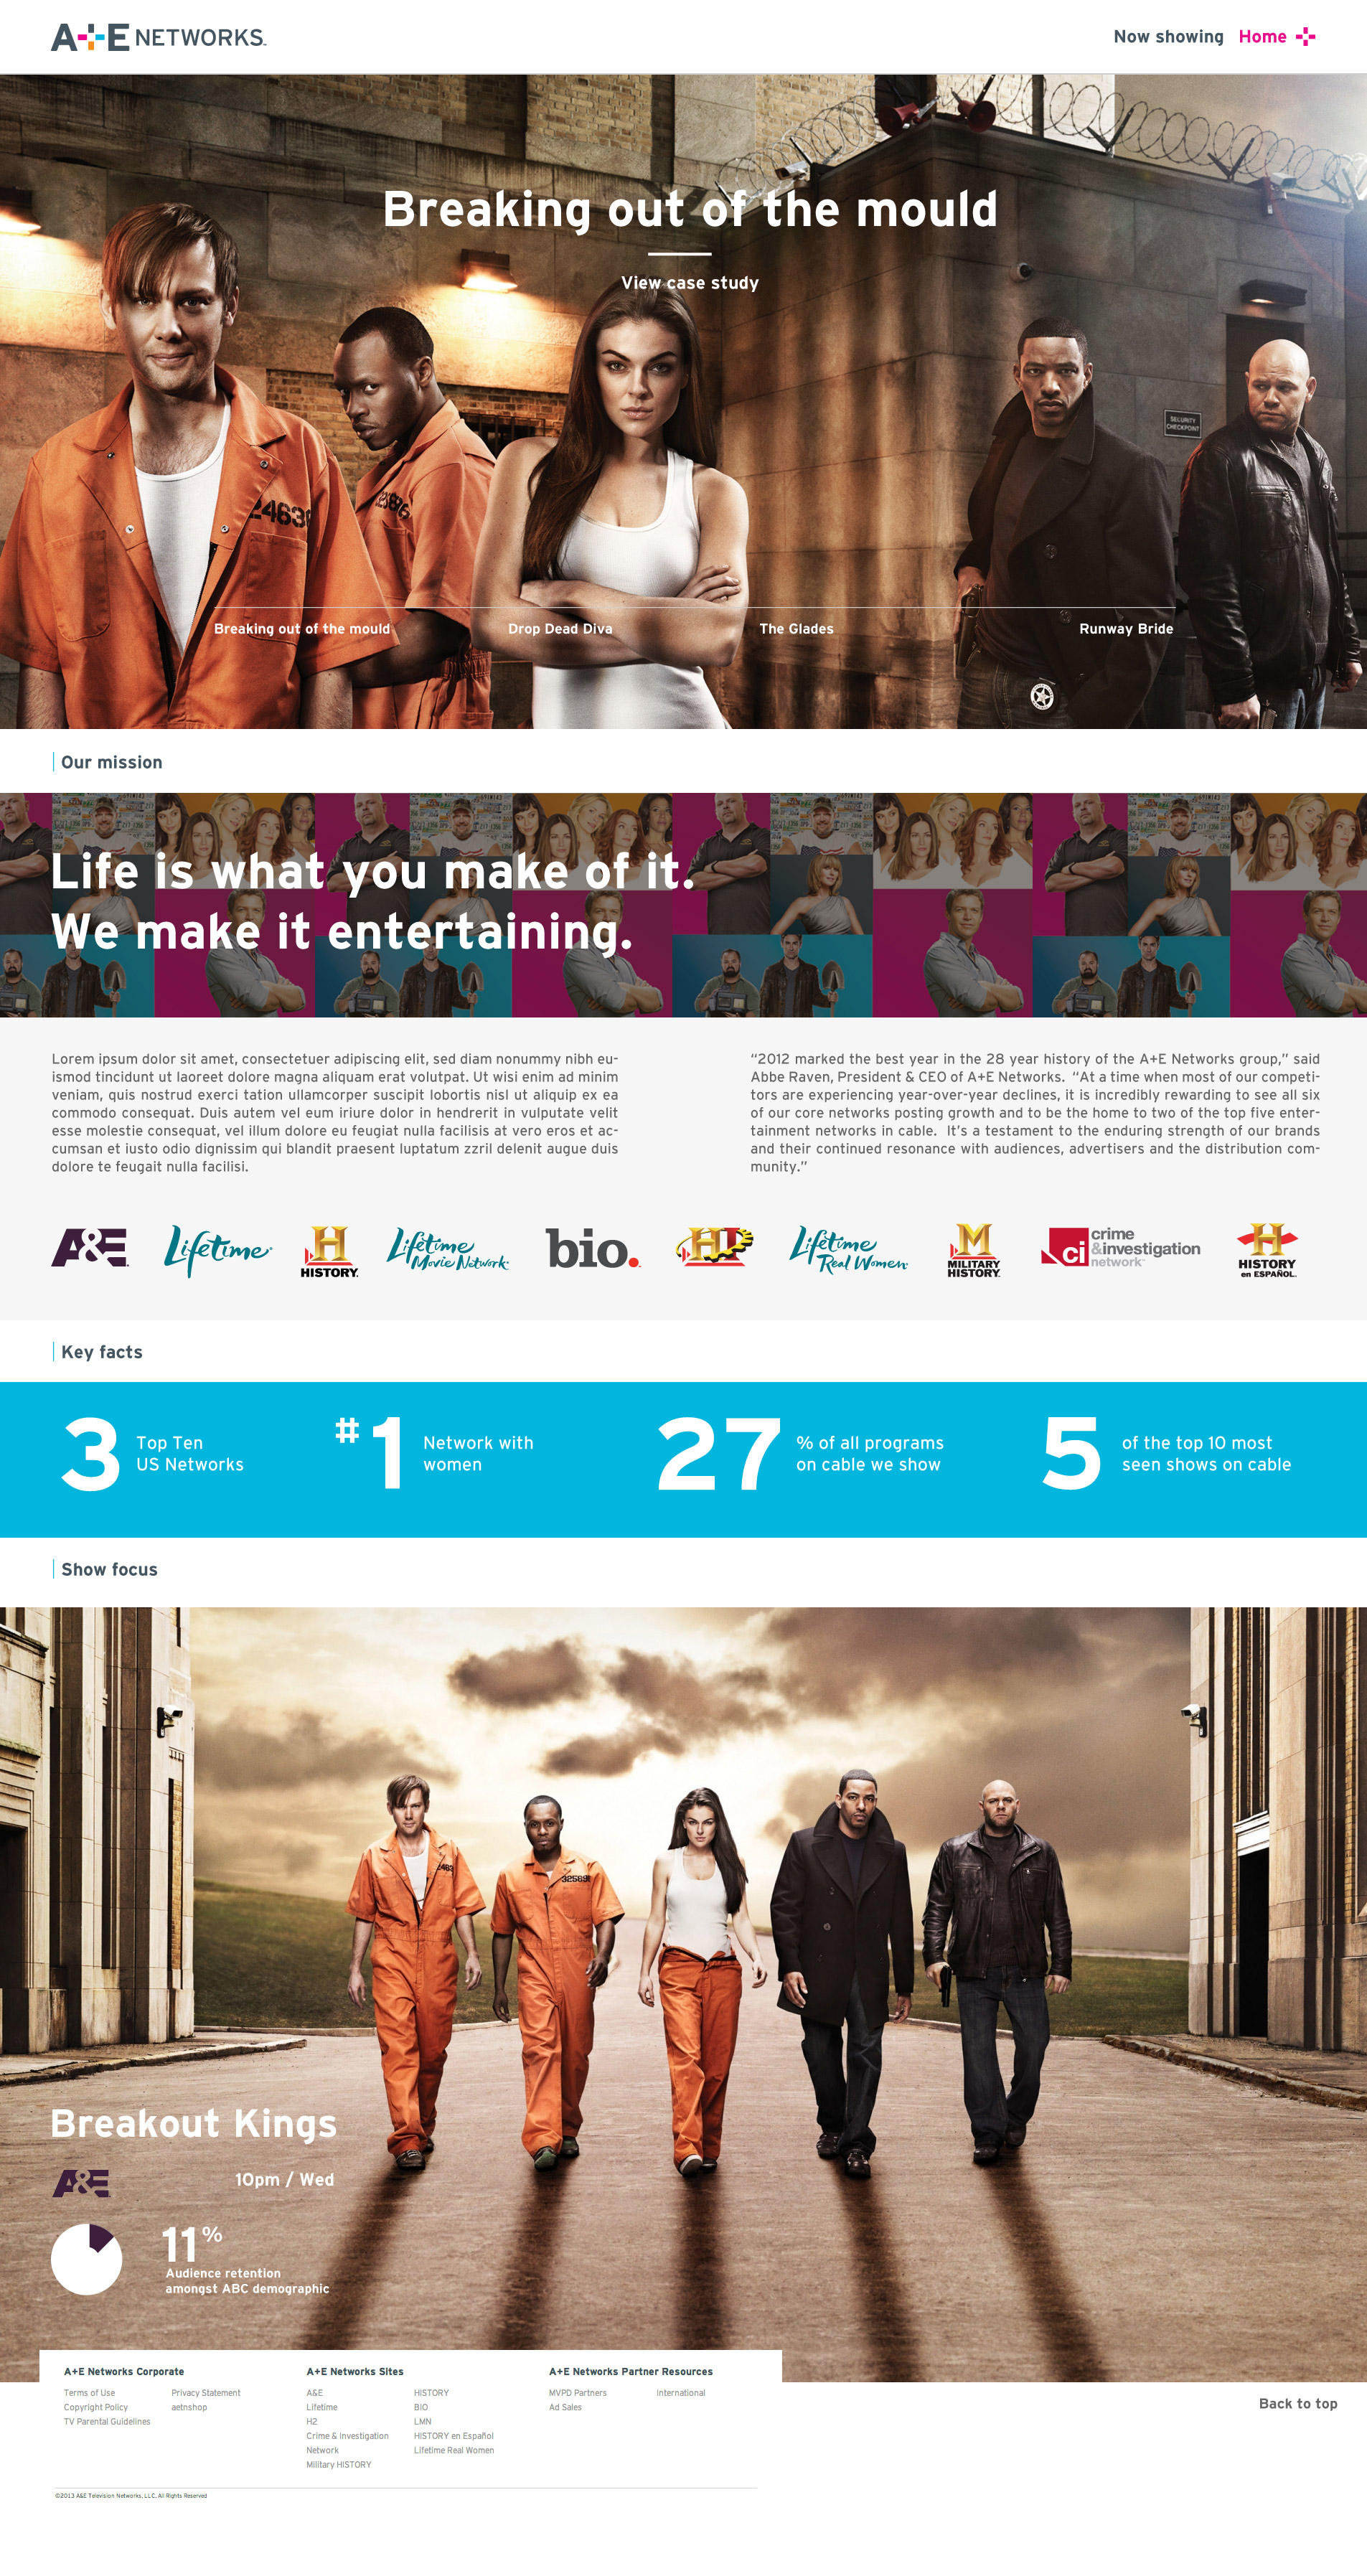 A+E NETWORKS
Now showing Home
Breaking out of the mould
View case study
SECURITY
CHECKPOINT
Breaking out of the mould
Drop Dead Diva
The Glades
Runway Bride
Our mission
Life is what you make of it.
We make it entertaining.
Lorem ipsum dolor sit amet, consectetuer adipiscing elit, sed diam nonummy nibh eu-
ismod tincidunt ut laoreet dolore magna aliquam erat volutpat. Ut wisi enim ad minim
veniam, quis nostrud exerci tation ullamcorper suscipit lobortis nisl ut aliquip ex ea
commodo consequat. Duis autem vel eum iriure dolor in hendrerit in vulputate velit
esse molestie consequat, vel illum dolore eu feugiat nulla facilisis at vero eros et ac-
cumsan et iusto odio dignissim qui blandit praesent luptatum zzril delenit augue duis
dolore te feugait nulla facilisi.
“2012 marked the best year in the 28 year history of the A+E Networks group,” said
Abbe Raven, President & CEO of A+E Networks. “At a time when most of our competi-
tors are experiencing year-over-year declines, it is incredibly rewarding to see all six
of our core networks posting growth and to be the home to two of the top five enter-
tainment networks in cable. It’s a testament to the enduring strength of our brands
and their continued resonance with audiences, advertisers and the distribution com-
munity.”
A&E
Lifetime
H
HISTORY
Lifetime
Movie Network
bio.
H
Lifetime
Real Women
M
MILITARY
HISTORY
ci
crime
&investigation
network
H
HISTORY
en ESPAÑOL
Key facts
3
Top Ten
US Networks
#1
Network with
women
27
% of all programs
on cable we show
5
of the top 10 most
seen shows on cable
Show focus
Breakout Kings
A&E
10pm / Wed
11%
Audience retention
amongst ABC demographic
A+E Networks Corporate
Terms of Use
Copyright Policy
TV Parental Guidelines
Privacy Statement
aetnshop
A+E Networks Sites
A&E
Lifetime
H2
Crime & Investigation
Network
Military HISTORY
HISTORY
BIO
LMN
HISTORY en Español
Lifetime Real Women
A+E Networks Partner Resources
MVPD Partners
Ad Sales
International
Back to top
©2013 A&E Television Networks, LLC. All Rights Reserved